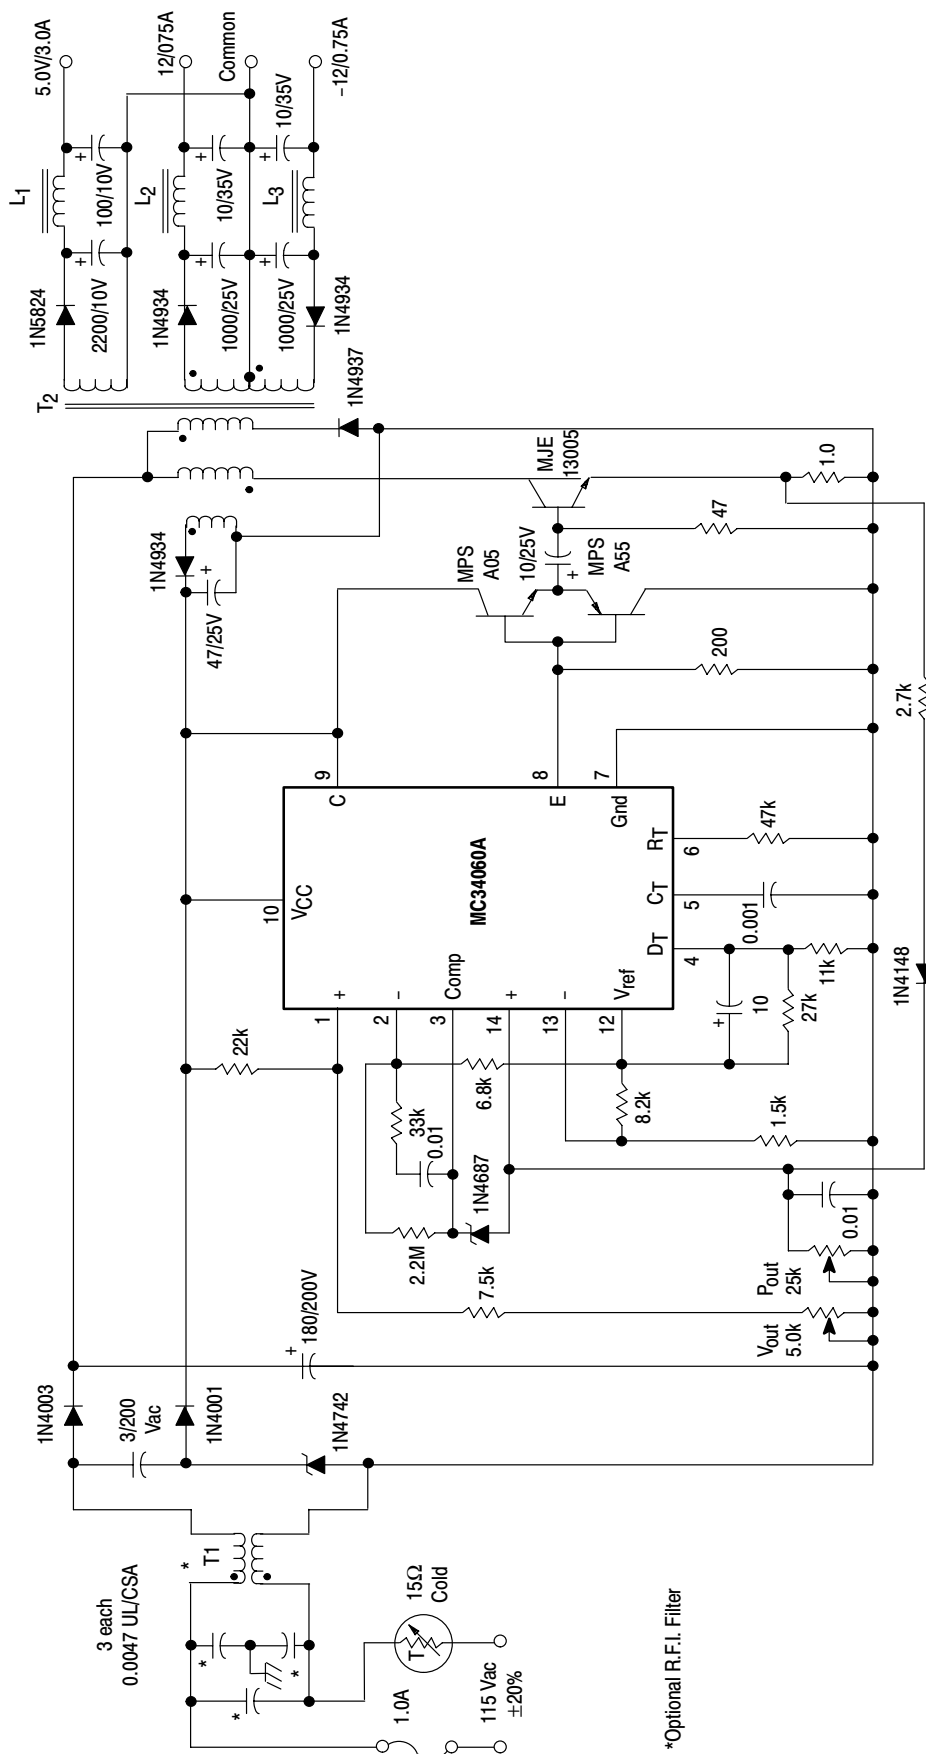 5.0V/3.0A
12/075A
Common
-12/0.75A
L1
L2
L3
+
+
100/10V
2200/10V
+
+
10/35V
1000/25V
+
+
10/35V
1000/25V
1N5824
1N4934
1N4934
T2
1N4937
1N4934
+
47/25V
MJE
13005
1.0
47
10/25V
+
MPS
A05
MPS
A55
200
2.7k
9
C
8
E
7
Gnd
10
VCC
MC34060A
RT
6
47k
CT
5
0.001
DT
4
11k
1
+
2
-
3
Comp
14
+
13
-
12
Vref
+
10
27k
1N4148
22k
6.8k
8.2k
1.5k
33k
0.01
1N4687
2.2M
7.5k
0.01
Pout
25k
Vout
5.0k
+
180/200V
1N4003
3/200
Vac
1N4001
1N4742
T1
*
3 each
0.0047 UL/CSA
*
*
*
15Ω
Cold
T
1.0A
115 Vac
±20%
*Optional R.F.I. Filter